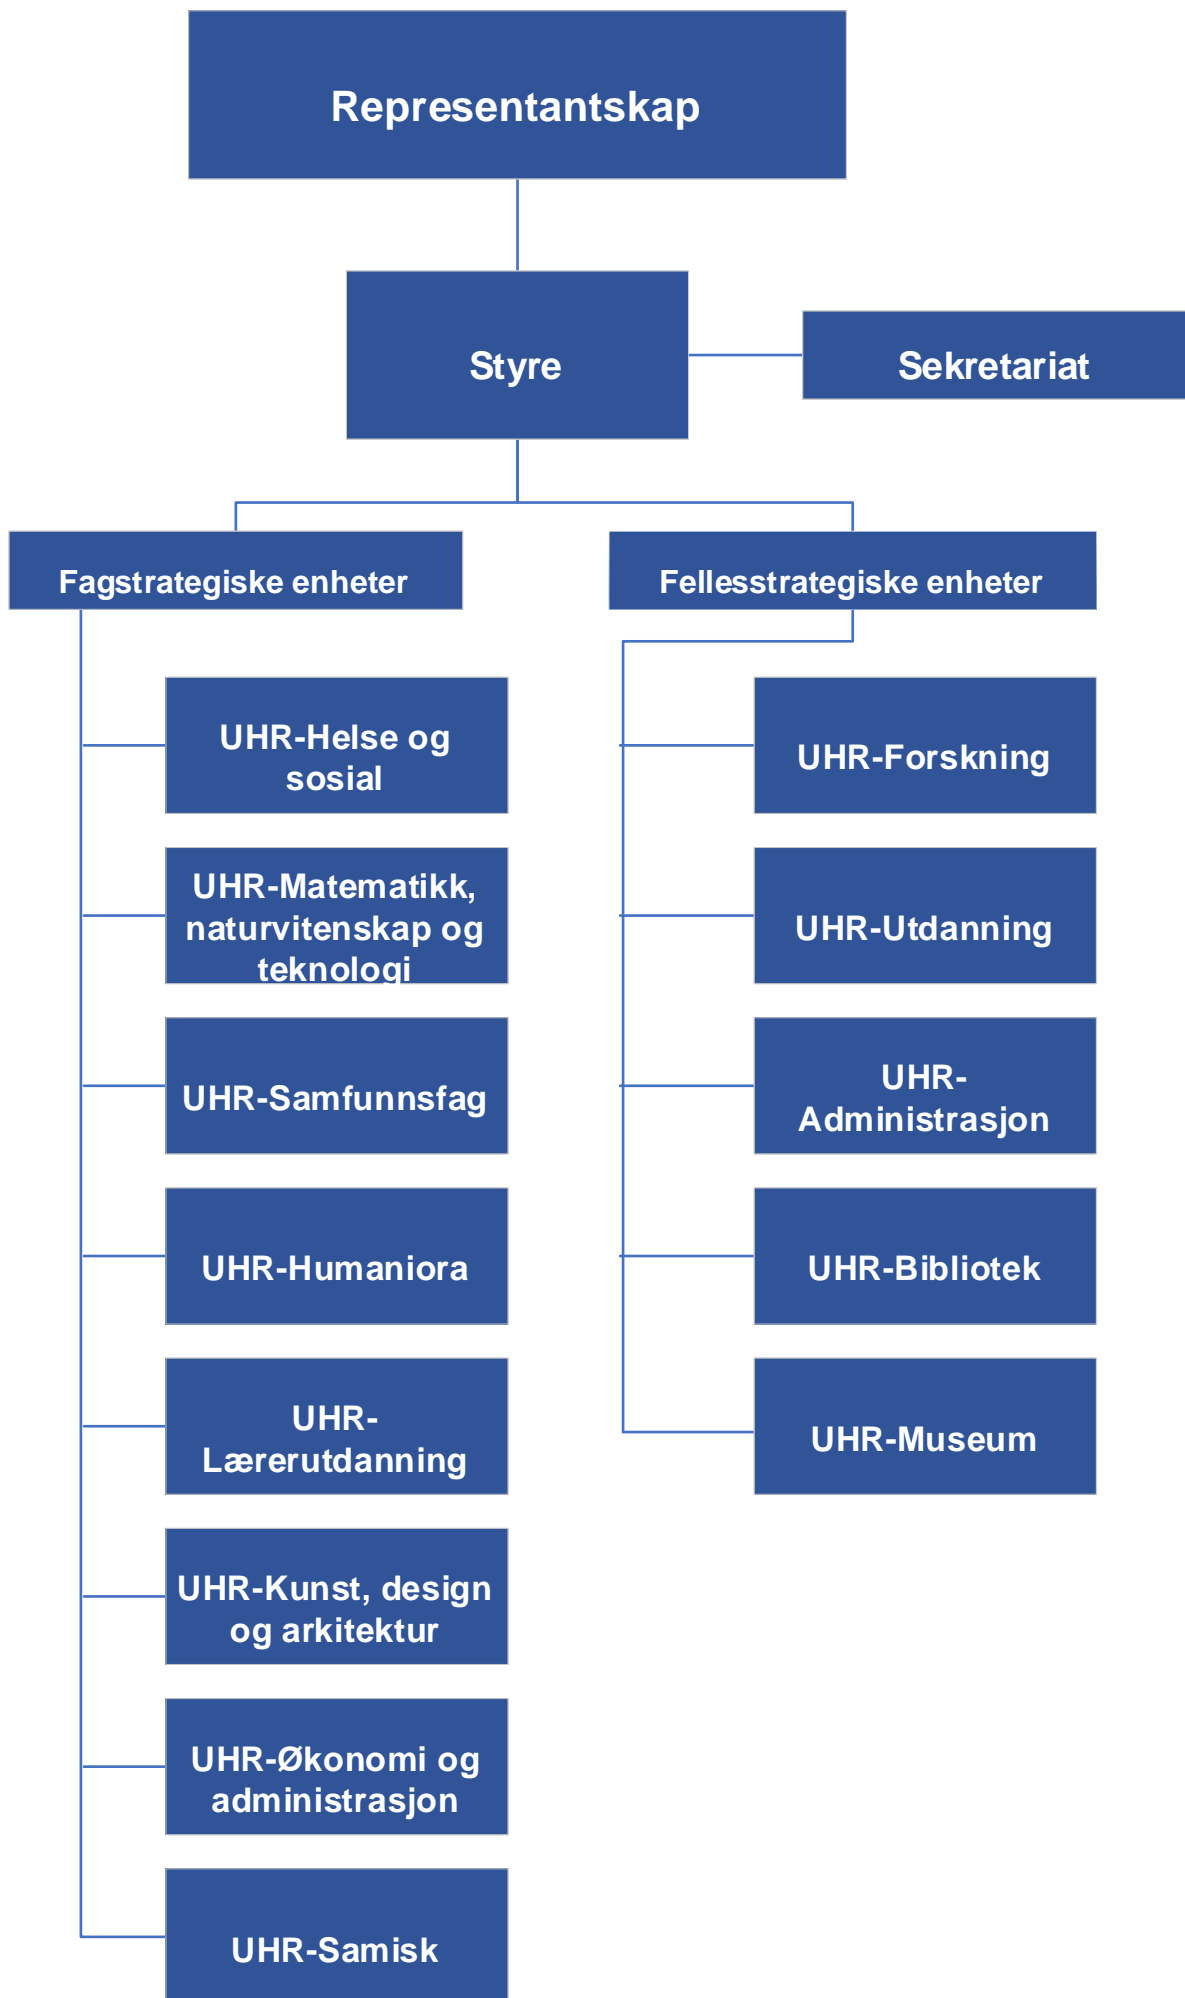 Representantskap
Styre
Sekretariat
Fagstrategiske enheter
UHR-Helse og
sosial
UHR-Matematikk,
naturvitenskap og
teknologi
UHR-Samfunnsfag
UHR-Humaniora
UHR-
Lærerutdanning
UHR-Kunst, design
og arkitektur
UHR-Økonomi og
administrasjon
UHR-Samisk
Fellesstrategiske enheter
UHR-Forskning
UHR-Utdanning
UHR-
Administrasjon
UHR-Bibliotek
UHR-Museum